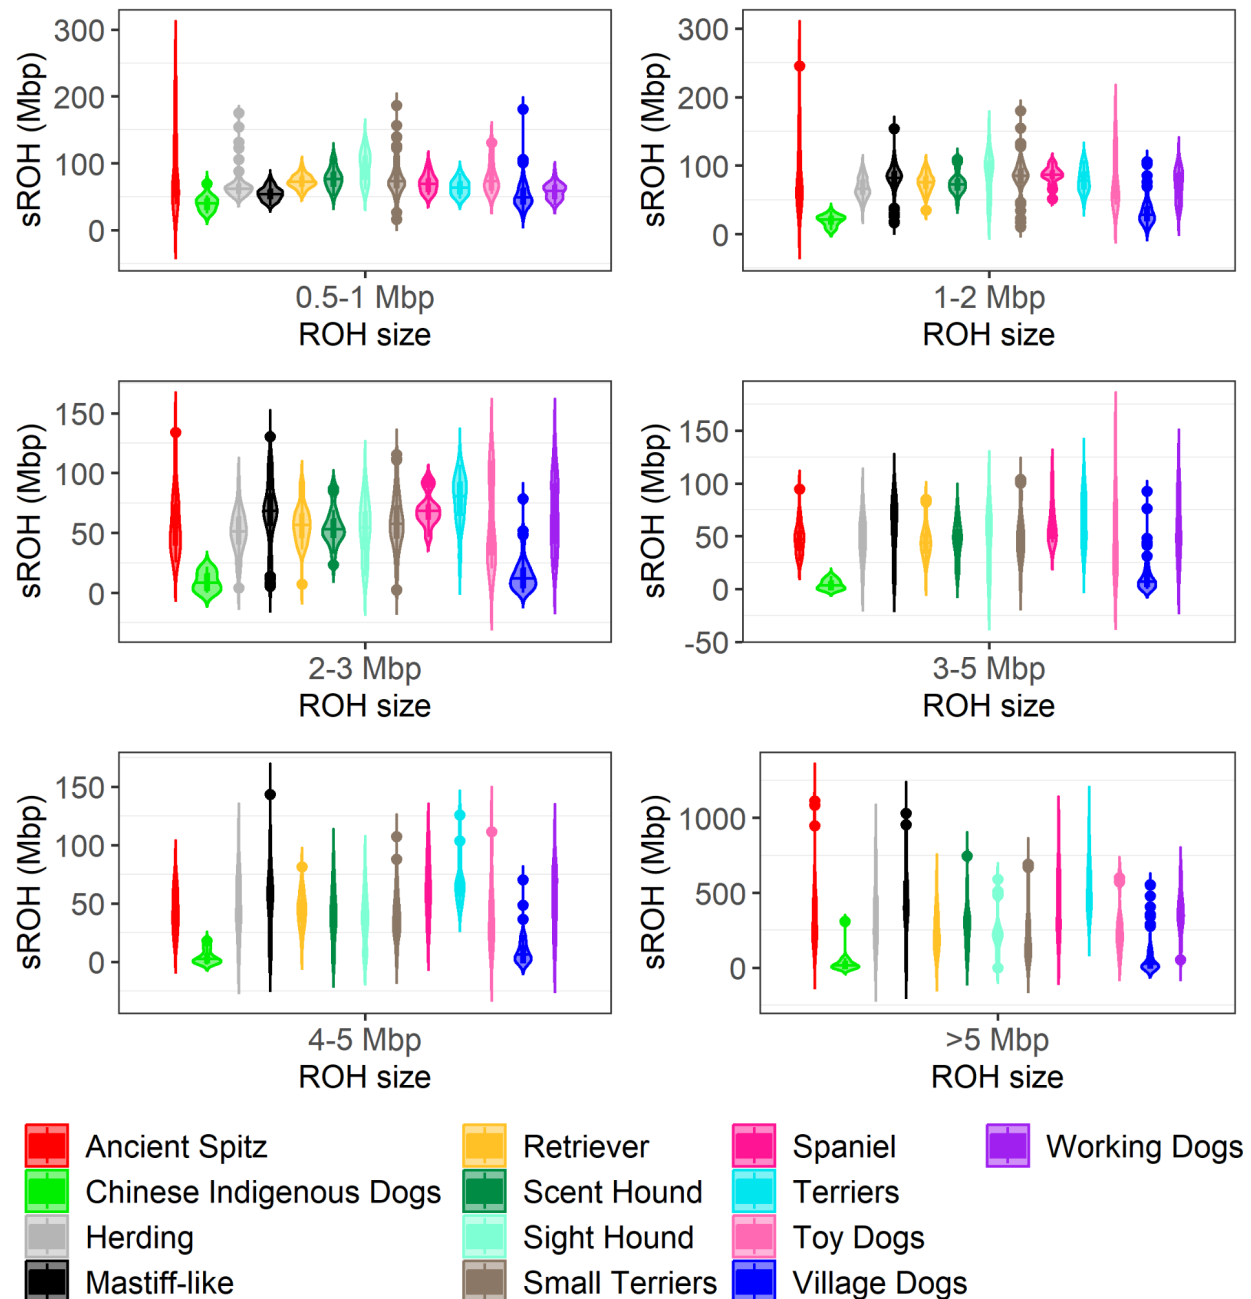 300
200
100
0
sROH (Mbp)
0.5-1 Mbp
ROH size
300
200
100
0
sROH (Mbp)
1-2 Mbp
ROH size
150
100
50
0
sROH (Mbp)
2-3 Mbp
ROH size
150
100
50
0
-50
sROH (Mbp)
3-5 Mbp
ROH size
150
100
50
0
sROH (Mbp)
4-5 Mbp
ROH size
1000
500
0
sROH (Mbp)
>5 Mbp
ROH size
Ancient Spitz
Chinese Indigenous Dogs
Herding
Mastiff-like
Retriever
Scent Hound
Sight Hound
Small Terriers
Spaniel
Terriers
Toy Dogs
Village Dogs
Working Dogs